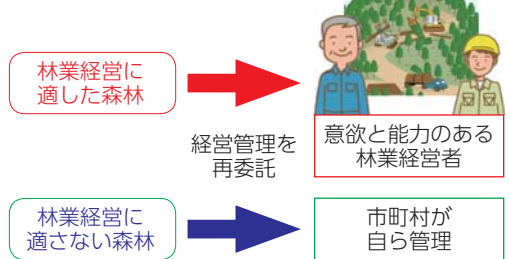 林業経営に
適した森林
経営管理を
再委託
意欲と能力のある
林業経営者
林業経営に
適さない森林
市町村が
自ら管理